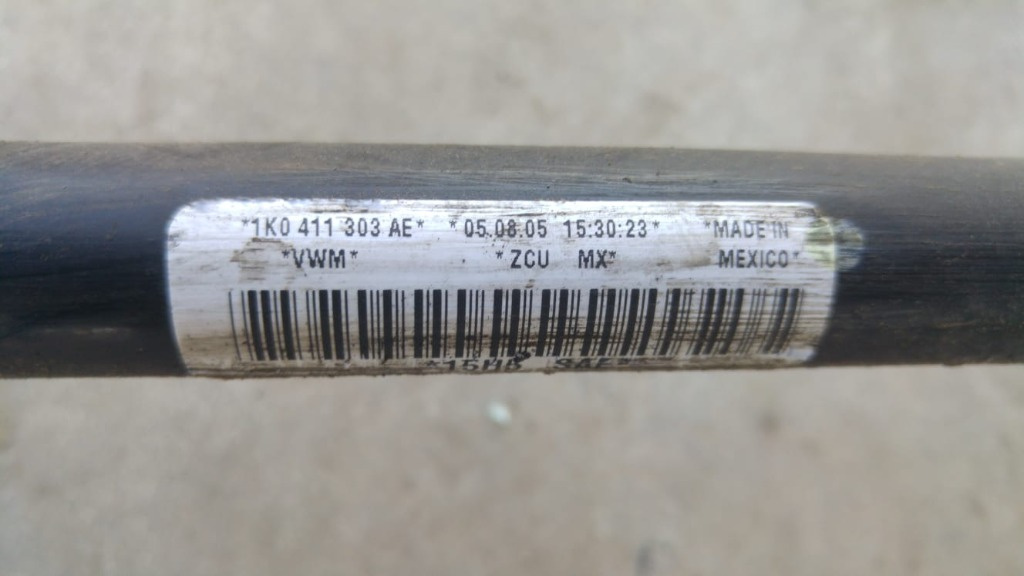 *1K0 411 303 AE* *05.08.05 15:30:23* *MADE IN
*VWM* *ZCU MX* MEXICO*